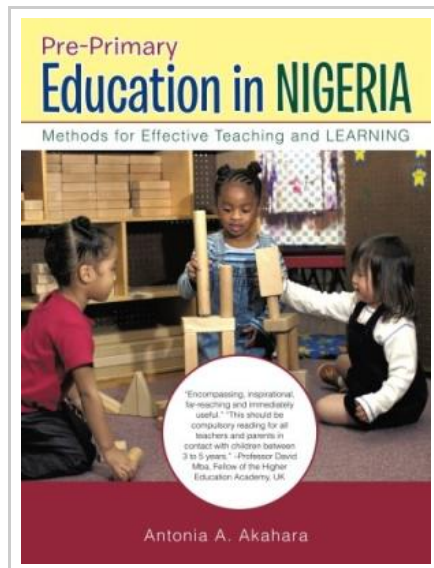 Pre-Primary
Education in NIGERIA
Methods for Effective Teaching and LEARNING
"Encompassing, inspirational,
far-reaching and immediately
useful." "This should be
compulsory reading for all
teachers and parents in
contact with children between
3 to 5 years." -Professor David
Mba, Fellow of the Higher
Education Academy, UK
Antonia A. Akahara